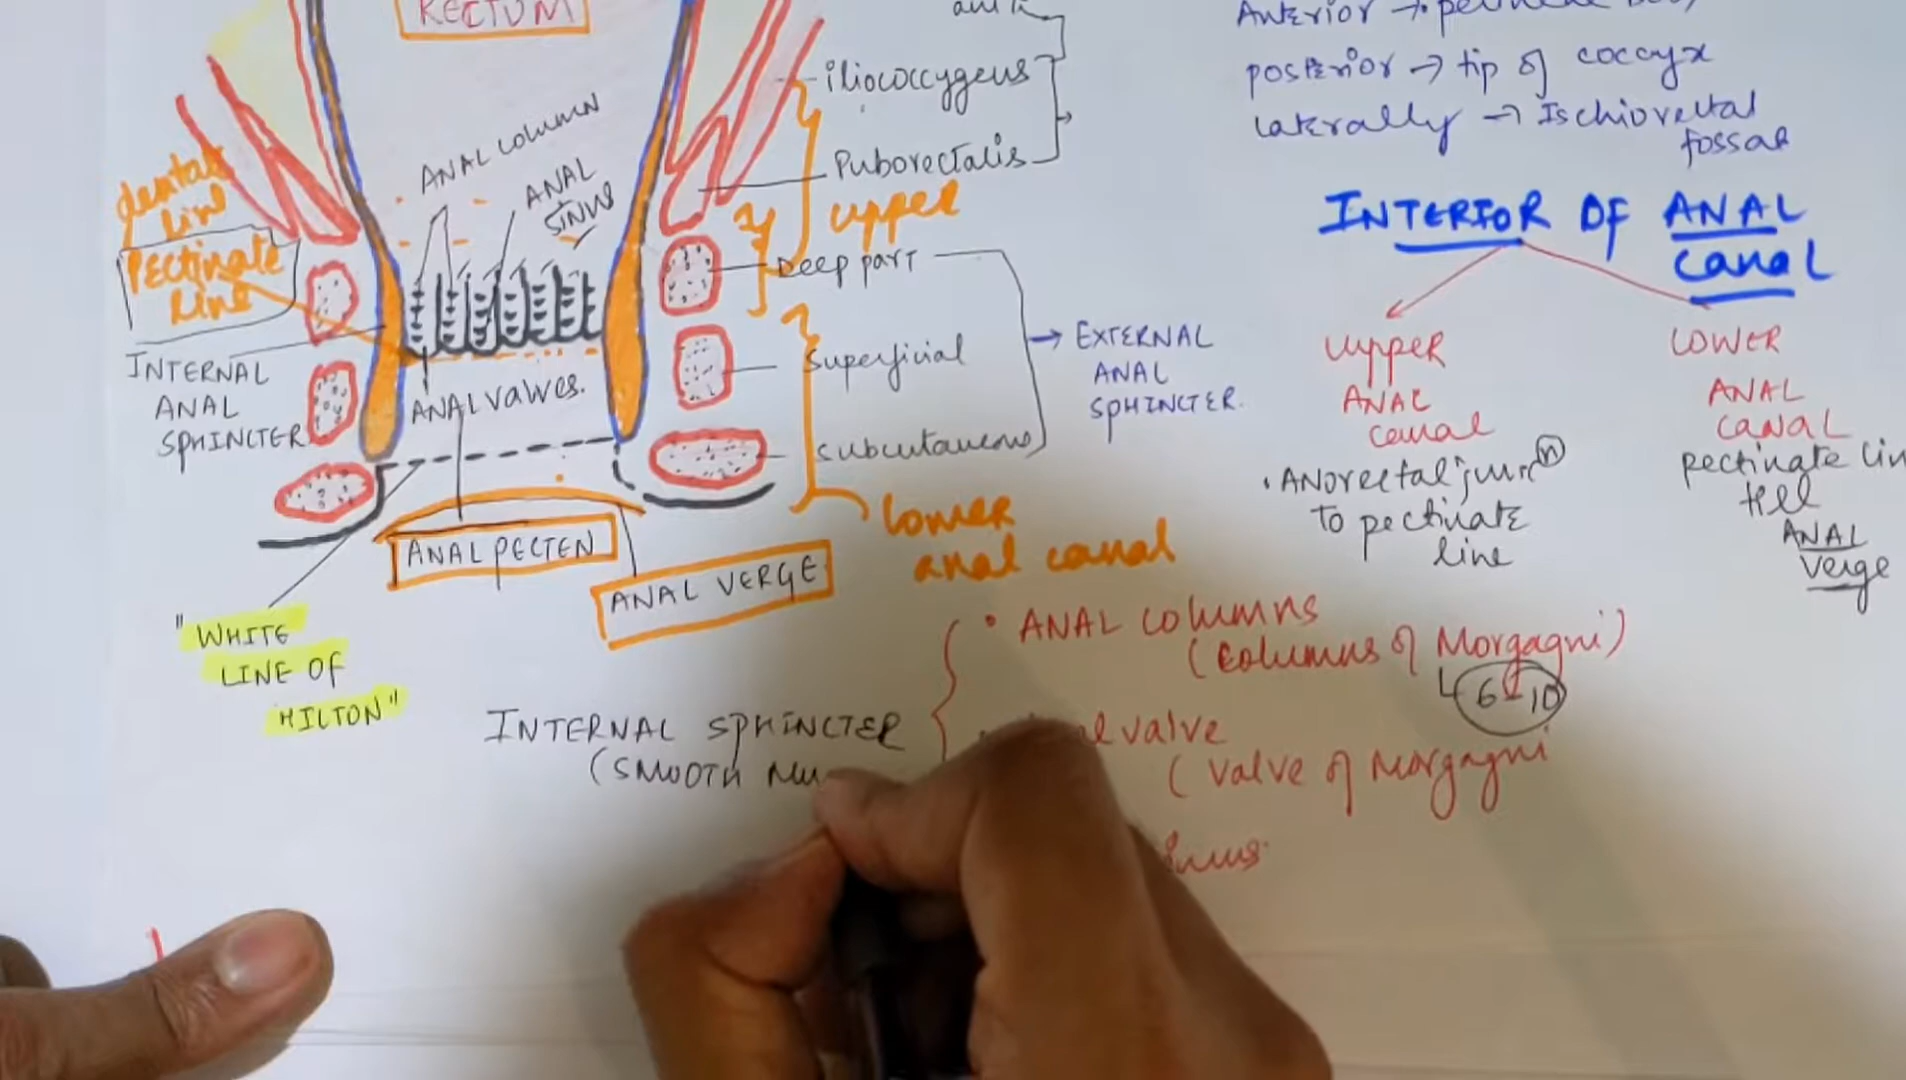 RECTUM
Anterior →
posterior → tip of coccyx
laterally → Ischiorectal
fossae
iliococcygeus
Puborectalis
ANAL COLUMN
ANAL
SINUS
dentate
line
Pectinate
Line
upper
Deep part
INTERIOR OF ANAL
Canal
INTERNAL
ANAL
SPHINCTER
Superficial
EXTERNAL
ANAL
SPHINCTER.
ANAL VALVES.
Subcutaneous
upper
ANAL
canal
LOWER
ANAL
CANAL
. ANorectal junc (n)
To pectinate
line
pectinate lin
till
ANAL
verge
ANAL PECTEN
ANAL VERGE
lower
anal canal
"WHITE
LINE OF
HILTON"
• ANAL columns
(columns of Morgagni)
6-10
INTERNAL SPHINCTER
(SMOOTH Mu
valve
(valve of Morgagni